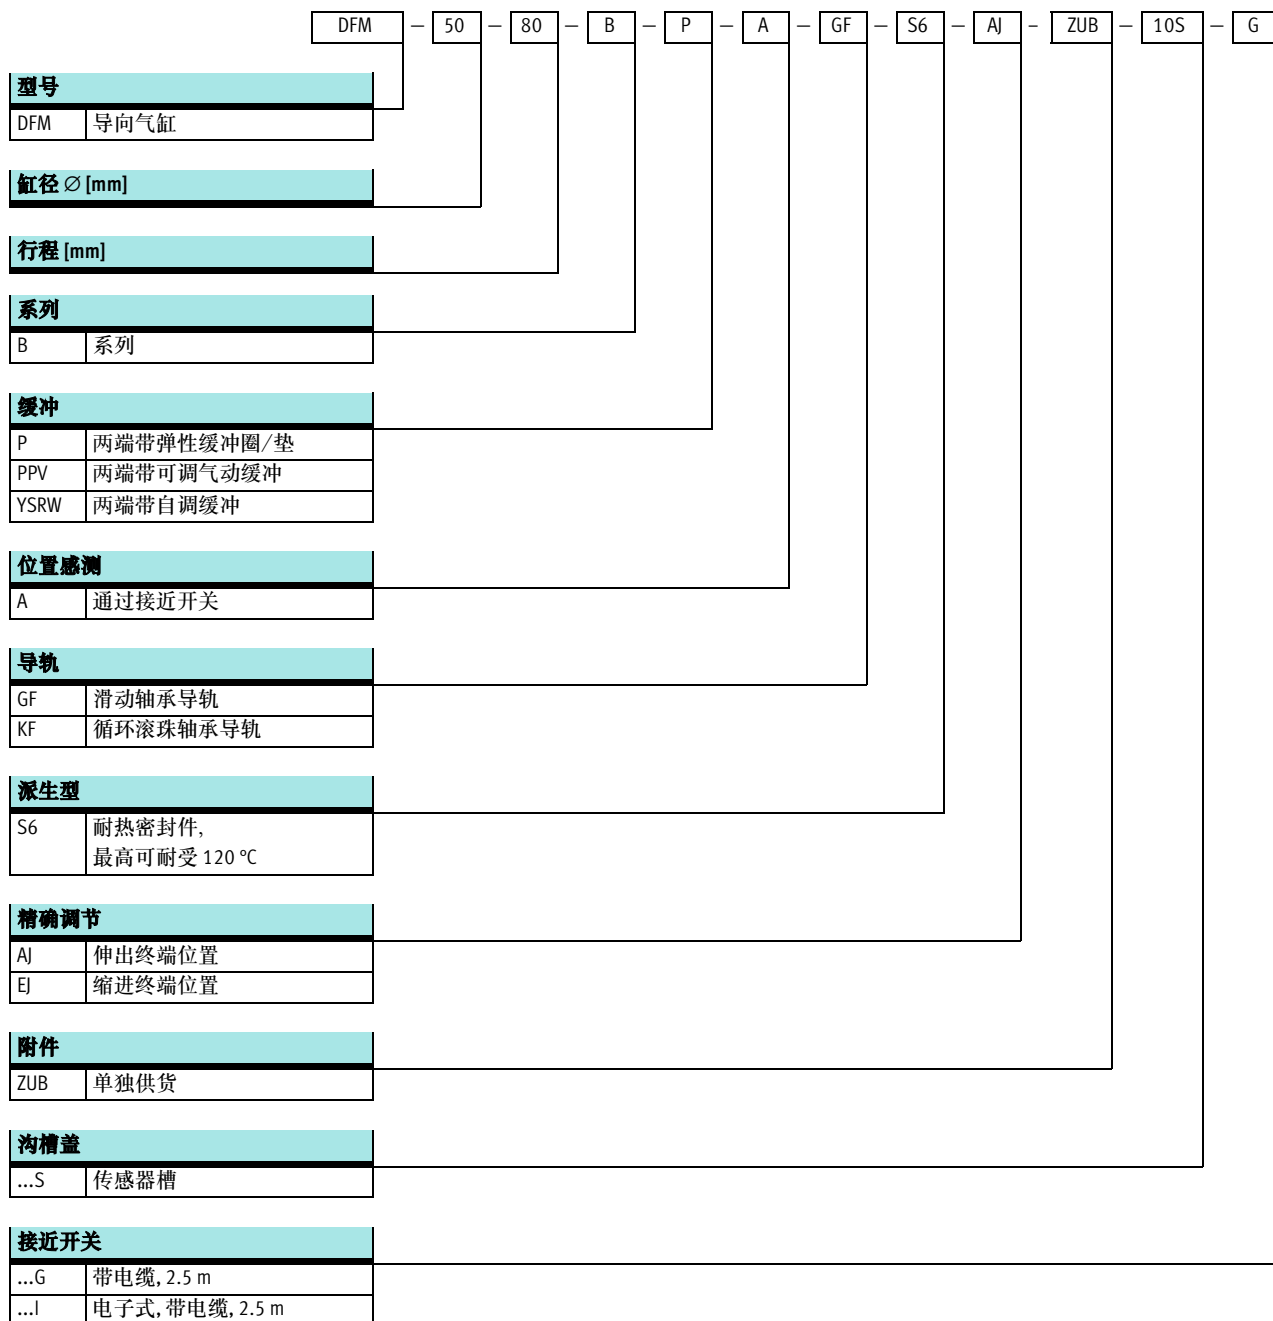 DFM – 50 – 80 – B – P – A – GF – S6 – AJ – ZUB – 10S – G
型号
DFM 导向气缸
缸径 ∅ [mm]
行程 [mm]
系列
B 系列
缓冲
P 两端带弹性缓冲圈/垫
PPV 两端带可调气动缓冲
YSRW 两端带自调缓冲
位置感测
A 通过接近开关
导轨
GF 滑动轴承导轨
KF 循环滚珠轴承导轨
派生型
S6 耐热密封件,
最高可耐受 120 °C
精确调节
AJ 伸出终端位置
EJ 缩进终端位置
附件
ZUB 单独供货
沟槽盖
...S 传感器槽
接近开关
...G 带电缆, 2.5 m
...I 电子式, 带电缆, 2.5 m